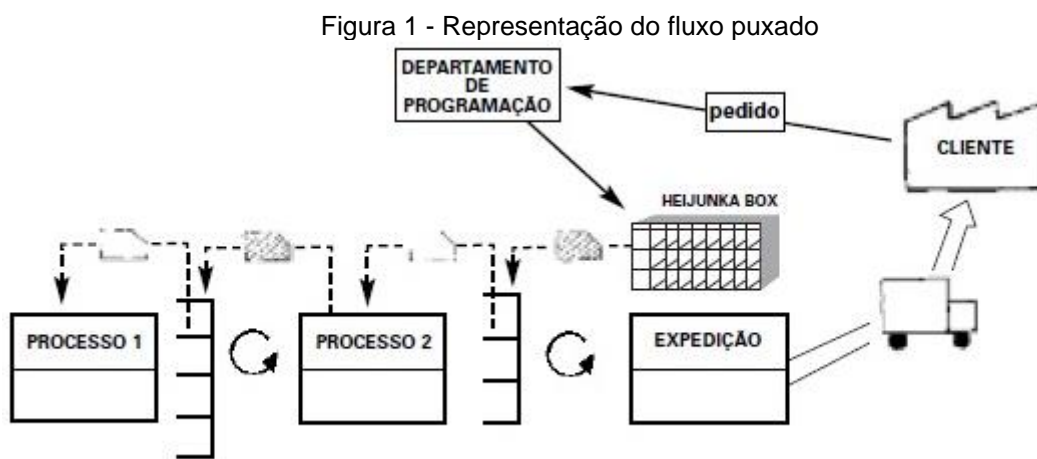 Figura 1 - Representação do fluxo puxado
DEPARTAMENTO
DE
PROGRAMAÇÃO
pedido
CLIENTE
HEIJUNKA BOX
PROCESSO 1
PROCESSO 2
EXPEDIÇÃO